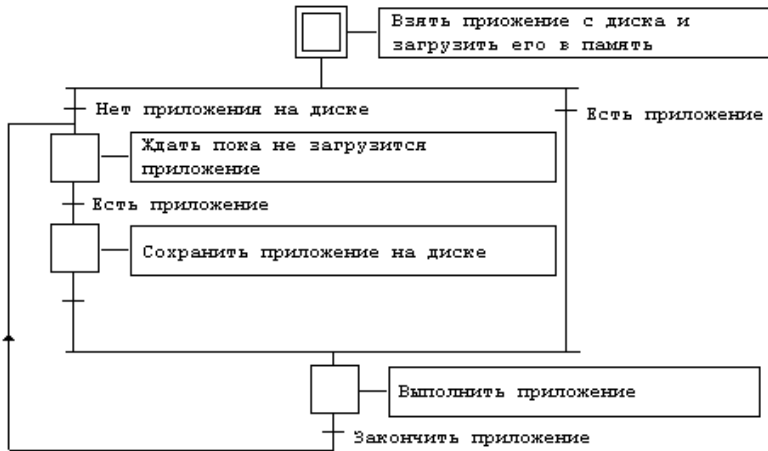 Взять приожение с диска и
загрузить его в память
Нет приложения на диске
Есть приложение
Ждать пока не загрузится
приложение
Есть приложение
Сохранить приложение на диске
Выполнить приложение
Закончить приложение